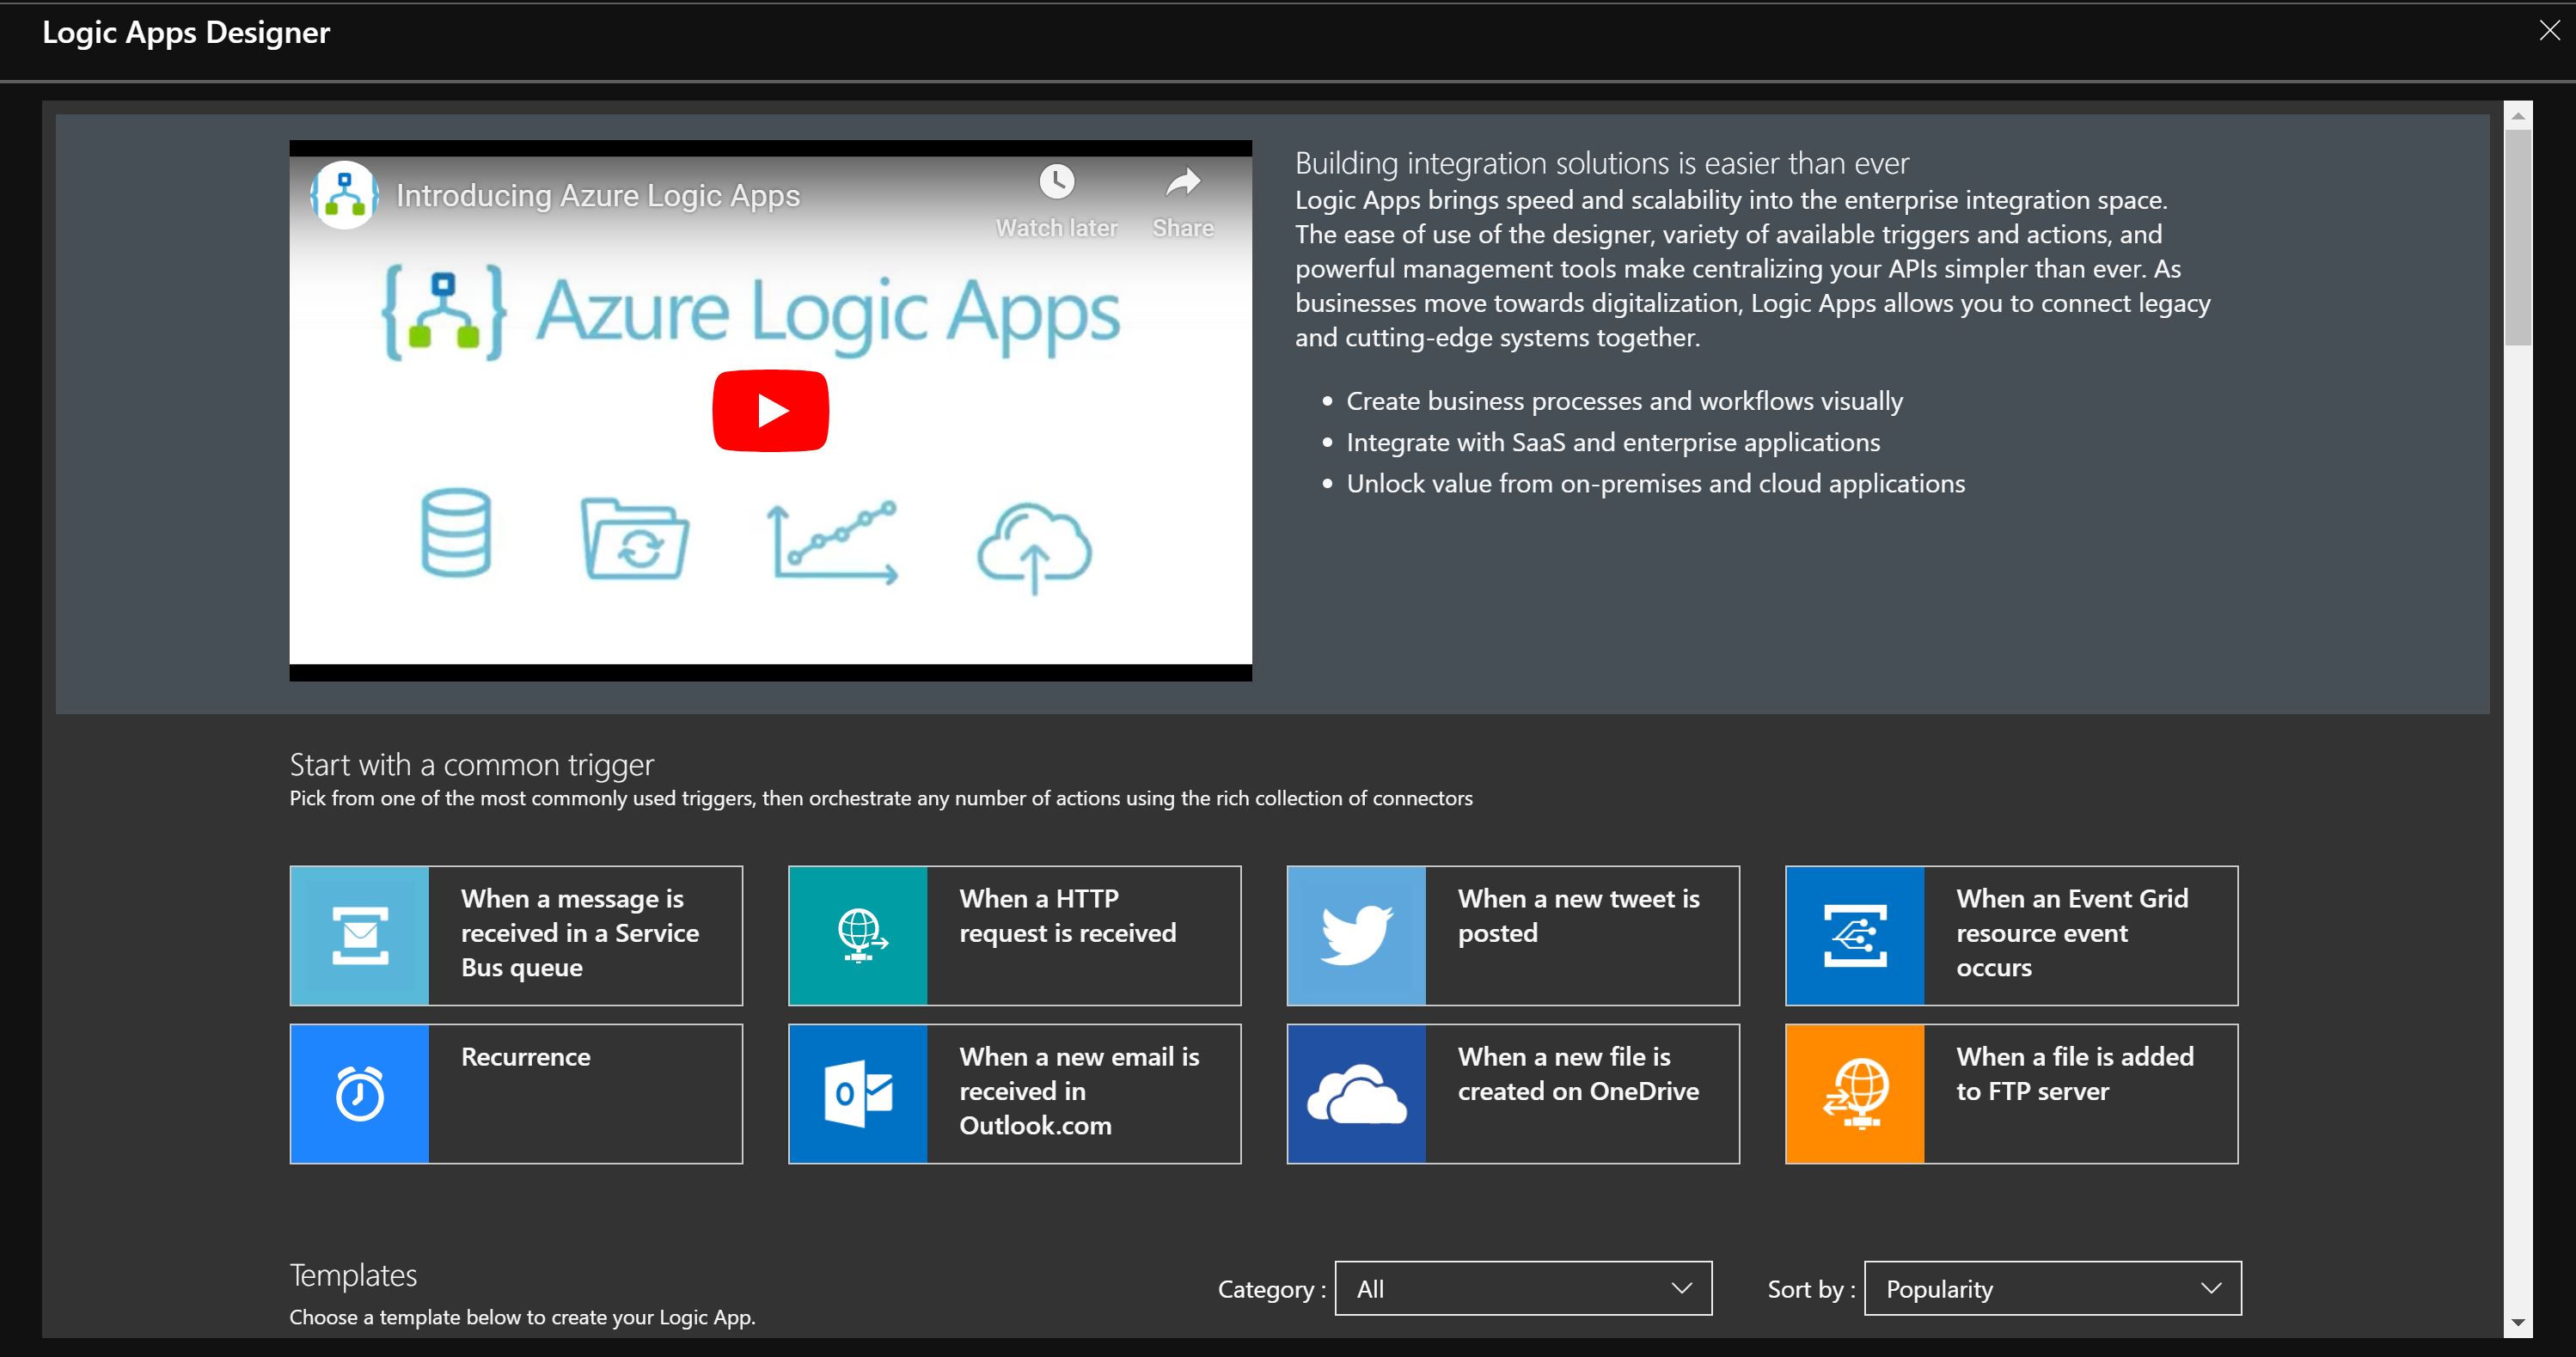 Logic Apps Designer
Introducing Azure Logic Apps
Watch later
Share
Azure Logic Apps
Building integration solutions is easier than ever
Logic Apps brings speed and scalability into the enterprise integration space.
The ease of use of the designer, variety of available triggers and actions, and
powerful management tools make centralizing your APIs simpler than ever. As
businesses move towards digitalization, Logic Apps allows you to connect legacy
and cutting-edge systems together.
• Create business processes and workflows visually
• Integrate with SaaS and enterprise applications
• Unlock value from on-premises and cloud applications
Start with a common trigger
Pick from one of the most commonly used triggers, then orchestrate any number of actions using the rich collection of connectors
When a message is
received in a Service
Bus queue
When a HTTP
request is received
When a new tweet is
posted
When an Event Grid
resource event
occurs
Recurrence
When a new email is
received in
Outlook.com
When a new file is
created on OneDrive
When a file is added
to FTP server
Templates
Choose a template below to create your Logic App.
Category : All
Sort by : Popularity